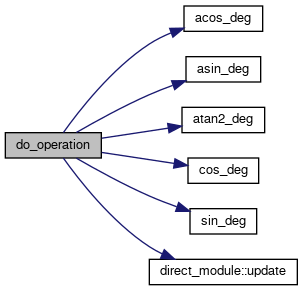 acos_deg
asin_deg
atan2_deg
do_operation
cos_deg
sin_deg
direct_module::update